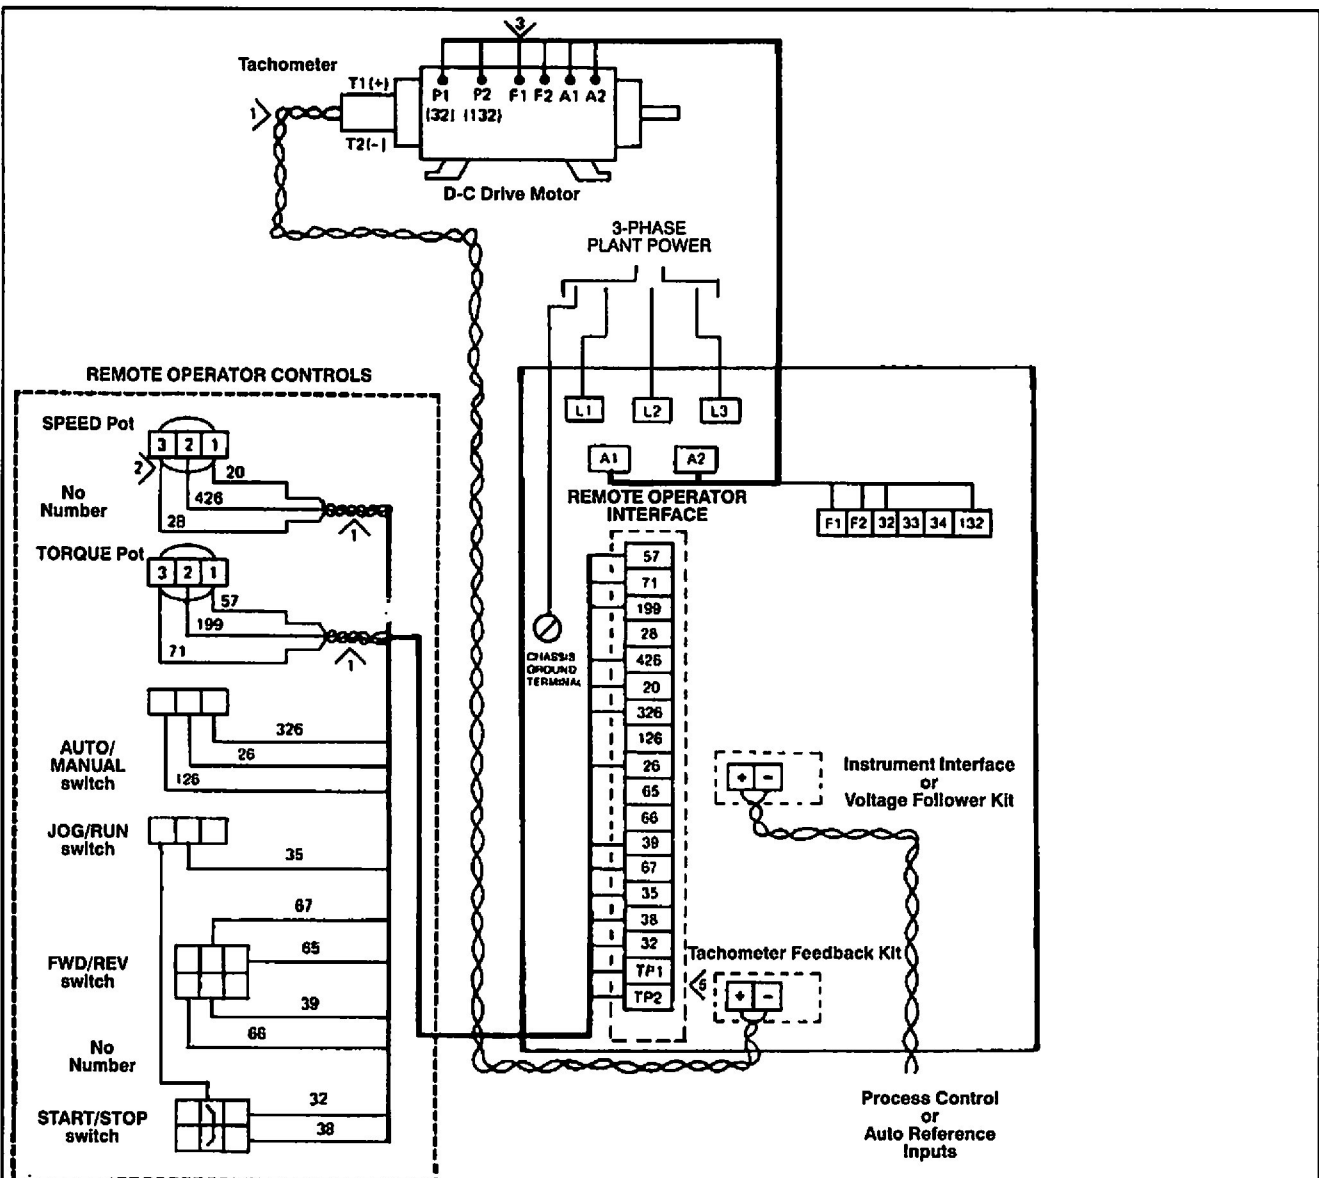 3
Tachometer
T1(+)
P1 P2 F1 F2 A1 A2
(32) (132)
1
T2(-)
D-C Drive Motor
3-PHASE
PLANT POWER
REMOTE OPERATOR CONTROLS
L1 L2 L3
SPEED Pot
3 2 1
2
20
A1 A2
No
Number
426
28
1
REMOTE OPERATOR
INTERFACE
F1 F2 32 33 34 132
TORQUE Pot
3 2 1
57
199
71
1
CHASSIS
GROUND
TERMINAL
57
71
199
28
426
20
326
126
26
65
66
39
67
35
38
32
TP1
TP2
326
26
126
AUTO/
MANUAL
switch
JOG/RUN
switch
35
67
65
FWD/REV
switch
39
66
No
Number
32
START/STOP
switch
38
+ -
Instrument Interface
or
Voltage Follower Kit
Tachometer Feedback Kit
5
+ -
Process Control
or
Auto Reference
Inputs